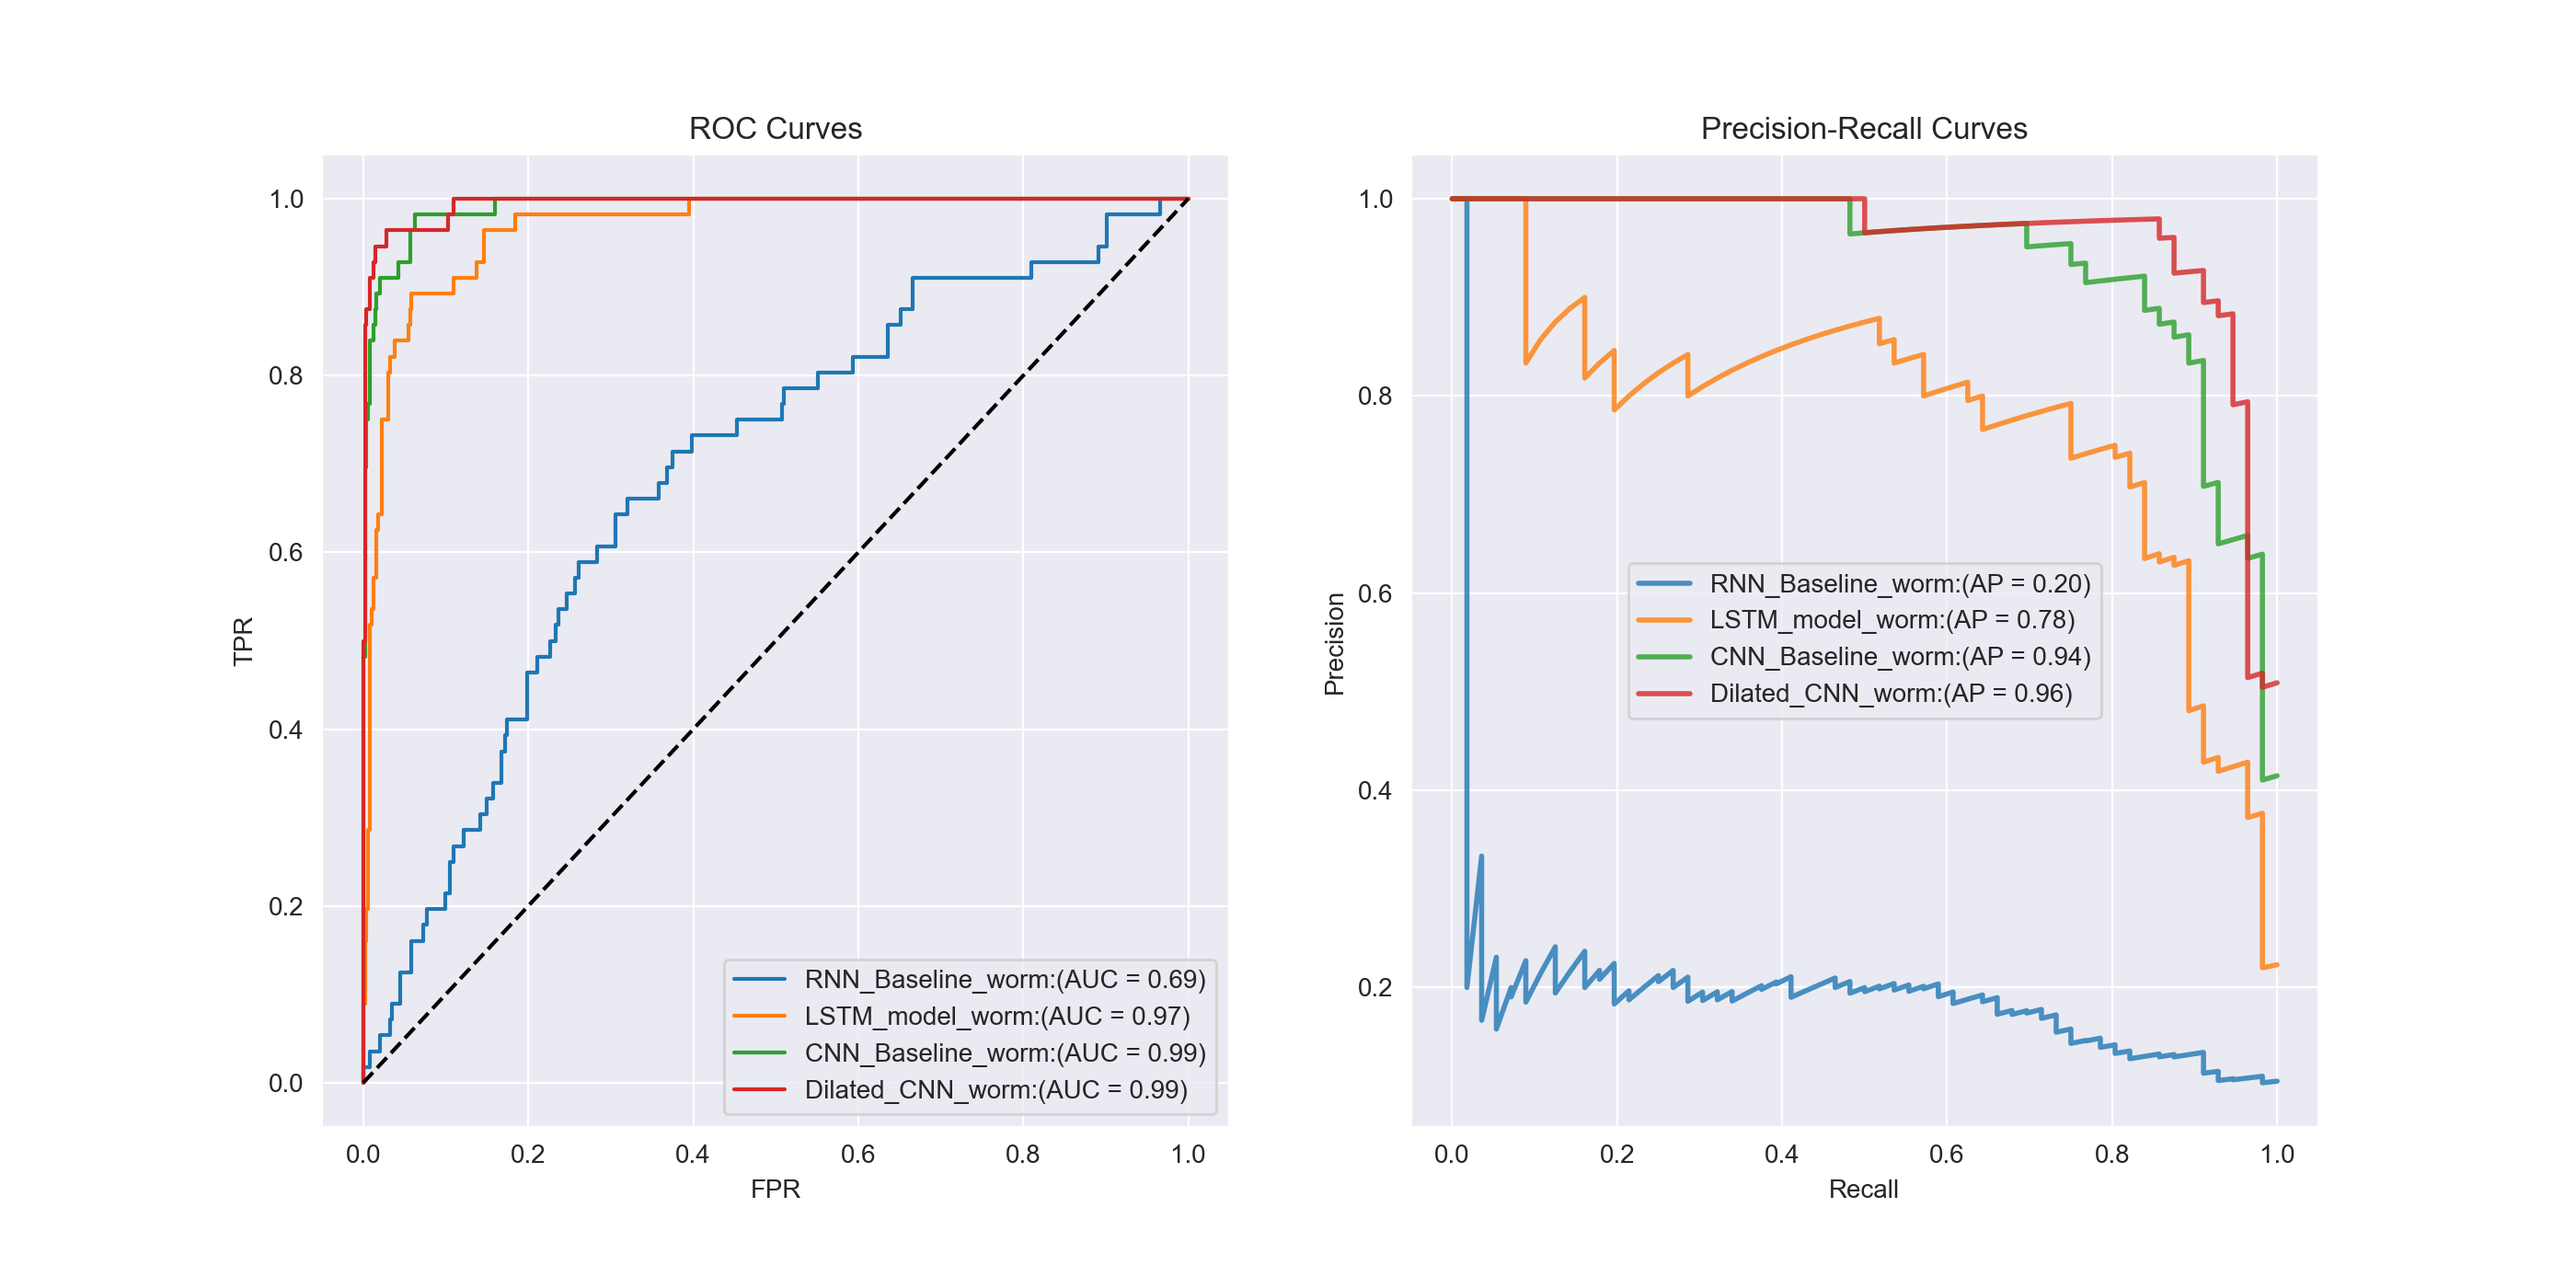 ROC Curves
1.0
0.8
0.6
0.4
0.2
0.0
TPR
0.0 0.2 0.4 0.6 0.8 1.0
FPR
RNN_Baseline_worm:(AUC = 0.69)
LSTM_model_worm:(AUC = 0.97)
CNN_Baseline_worm:(AUC = 0.99)
Dilated_CNN_worm:(AUC = 0.99)
Precision-Recall Curves
1.0
0.8
0.6
0.4
0.2
Precision
0.0 0.2 0.4 0.6 0.8 1.0
Recall
RNN_Baseline_worm:(AP = 0.20)
LSTM_model_worm:(AP = 0.78)
CNN_Baseline_worm:(AP = 0.94)
Dilated_CNN_worm:(AP = 0.96)